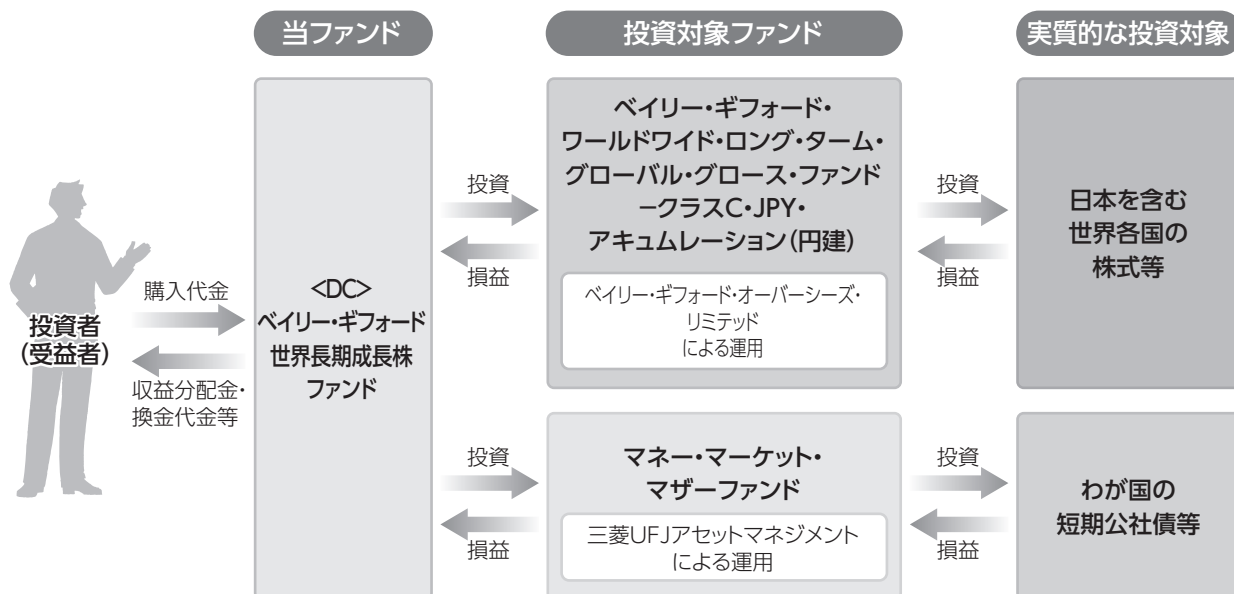 当ファンド
投資対象ファンド
実質的な投資対象
投資者
(受益者)
購入代金
収益分配金・
換金代金等
<DC>
ベイリー・ギフォード
世界長期成長株
ファンド
投資
損益
ベイリー・ギフォード・
ワールドワイド・ロング・ターム・
グローバル・グロース・ファンド
－クラスC・JPY・
アキュムレーション(円建)
ベイリー・ギフォード・オーバーシーズ・
リミテッド
による運用
投資
損益
日本を含む
世界各国の
株式等
投資
損益
マネー・マーケット・
マザーファンド
三菱UFJアセットマネジメント
による運用
投資
損益
わが国の
短期公社債等